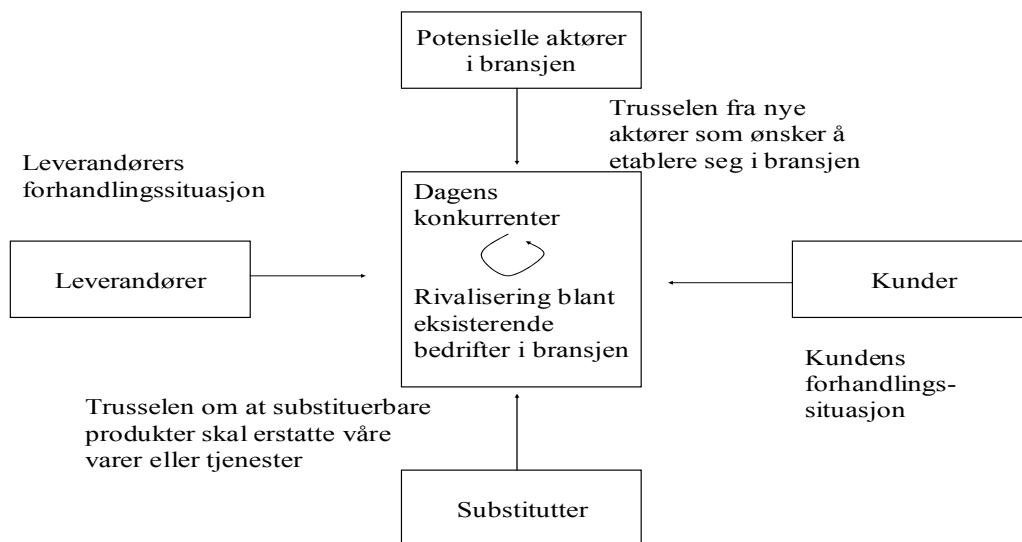 Potensielle aktører
i bransjen
Trusselen fra nye
aktører som ønsker å
etablere seg i bransjen
Leverandørers
forhandlingssituasjon
Dagens
konkurrenter
Leverandører
Kunder
Rivalisering blant
eksisterende
bedrifter i bransjen
Kundens
forhandlings-
situasjon
Trusselen om at substituerbare
produkter skal erstatte våre
varer eller tjenester
Substitutter